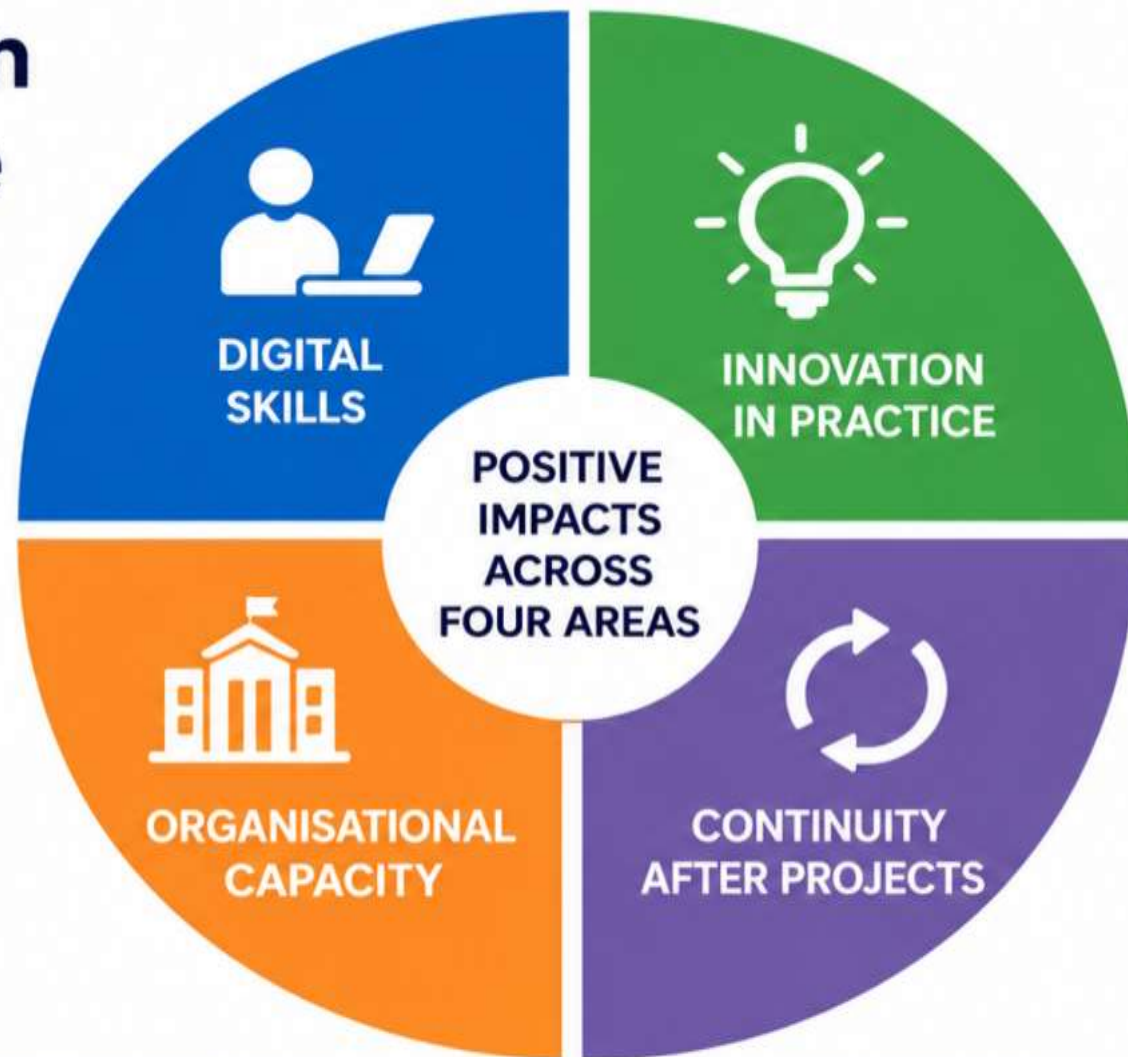 DIGITAL
SKILLS
INNOVATION
IN PRACTICE
POSITIVE
IMPACTS
ACROSS
FOUR AREAS
ORGANISATIONAL
CAPACITY
CONTINUITY
AFTER PROJECTS